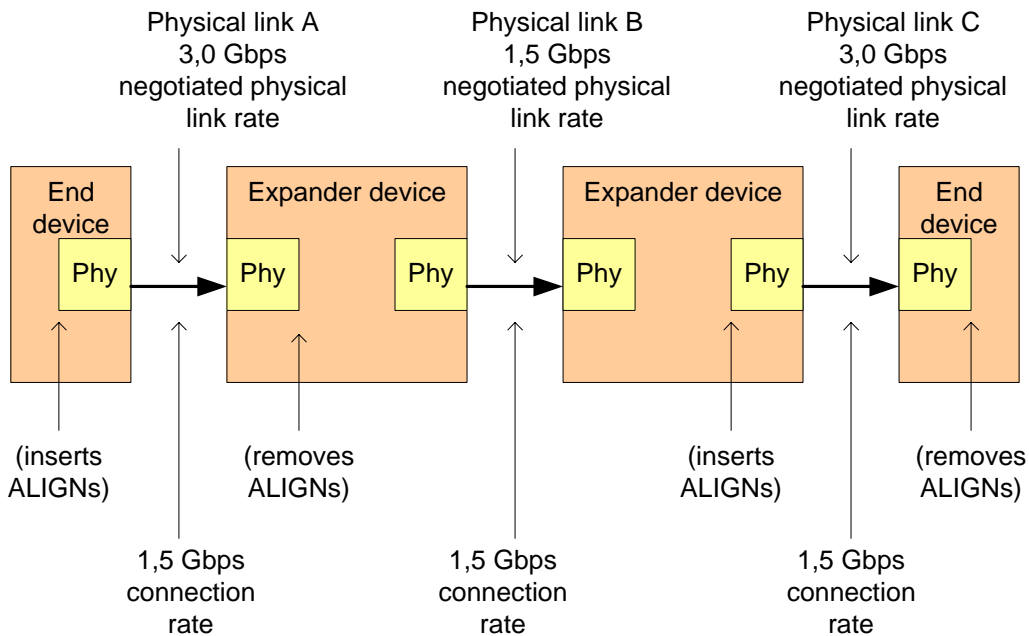 Physical link A
3,0 Gbps
negotiated physical
link rate
Physical link B
1,5 Gbps
negotiated physical
link rate
Physical link C
3,0 Gbps
negotiated physical
link rate
End
device
Expander device
Expander device
End
device
Phy
Phy
Phy
Phy
Phy
Phy
(inserts
ALIGNs)
(removes
ALIGNs)
(inserts
ALIGNs)
(removes
ALIGNs)
1,5 Gbps
connection
rate
1,5 Gbps
connection
rate
1,5 Gbps
connection
rate